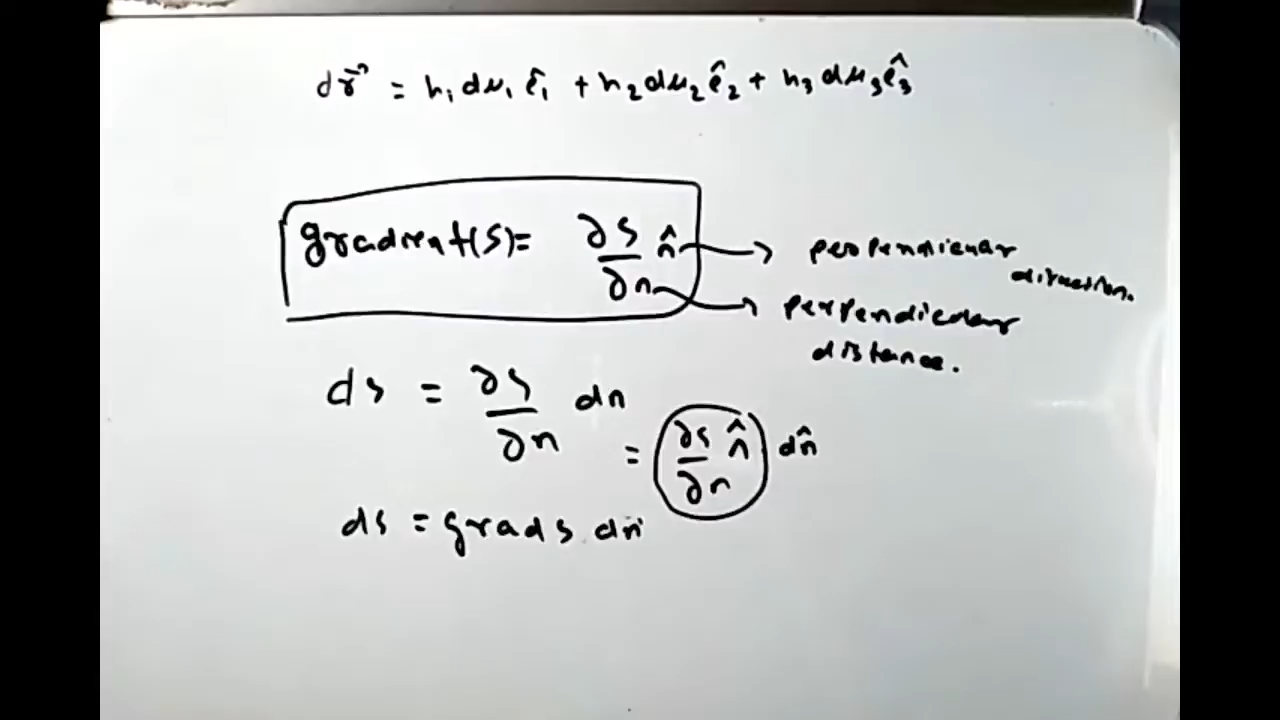 dr⃗ = h₁du₁ê₁ + h₂du₂ê₂ + h₃du₃ê₃
gradient(s)= ∂s/∂n n̂ → perpendicular direction.
→ perpendicular distance.
ds = ∂s/∂n dn
= (∂s/∂n n̂) dn̂
ds = grad s dn⃗